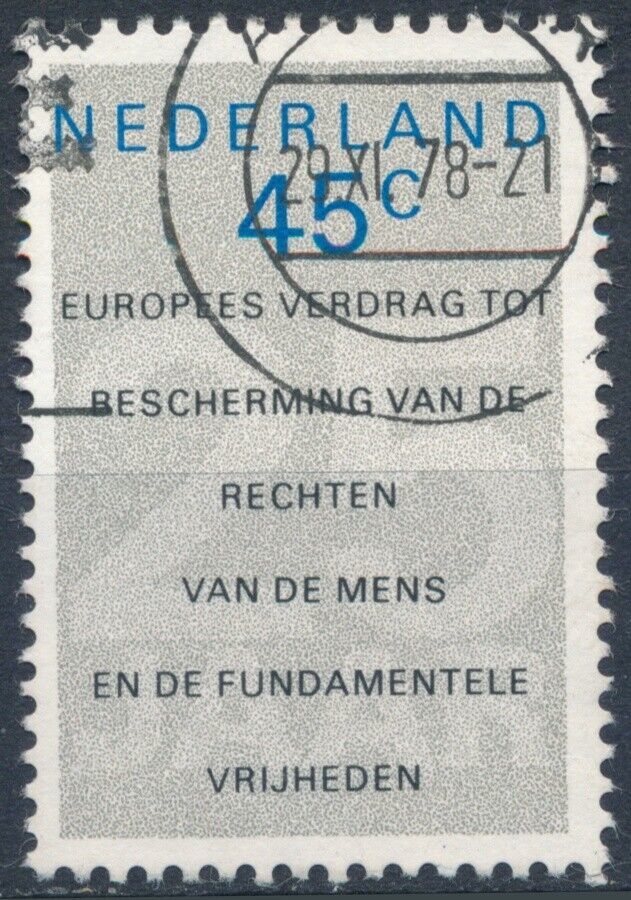 NEDERLAND
45 C
29.XI.78-21
EUROPEES VERDRAG TOT
BESCHERMING VAN DE
RECHTEN
VAN DE MENS
EN DE FUNDAMENTELE
VRIJHEDEN